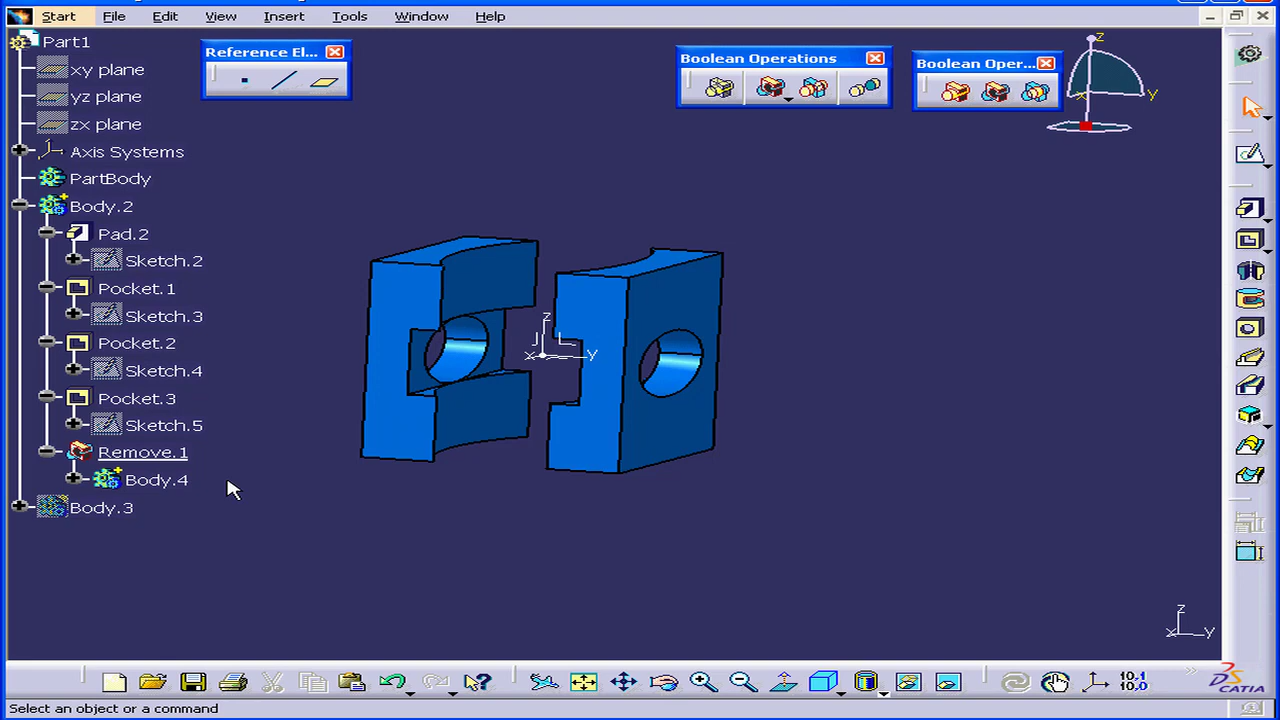 Start File Edit View Insert Tools Window Help
Part1
Reference El...
Boolean Operations
Boolean Oper...
z
x
y
xy plane
yz plane
zx plane
Axis Systems
PartBody
Body.2
Pad.2
Sketch.2
Pocket.1
Sketch.3
Pocket.2
Sketch.4
Pocket.3
Sketch.5
Remove.1
Body.4
Body.3
z
x
y
z
x
y
10.1
10,0
CATIA
Select an object or a command